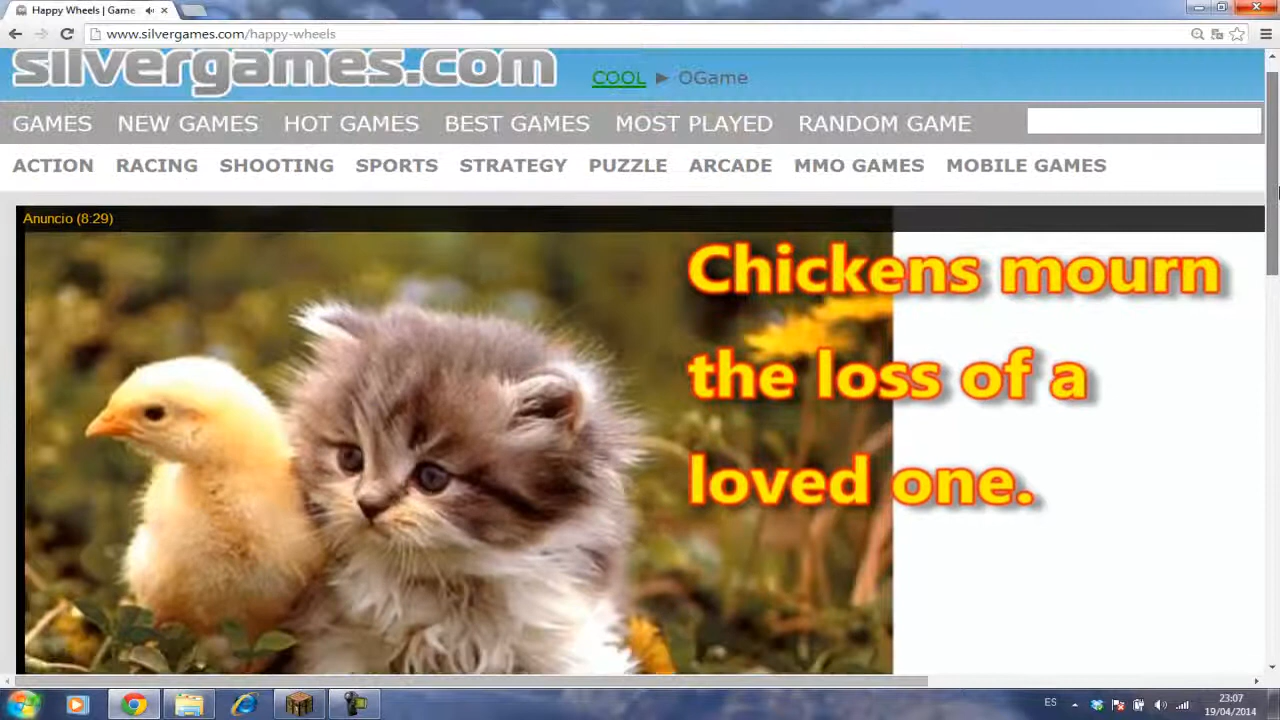 Happy Wheels | Game
www.silvergames.com/happy-wheels
silvergames.com
COOL ► OGame
GAMES NEW GAMES HOT GAMES BEST GAMES MOST PLAYED RANDOM GAME
ACTION RACING SHOOTING SPORTS STRATEGY PUZZLE ARCADE MMO GAMES MOBILE GAMES
Anuncio (8:29)
Chickens mourn
the loss of a
loved one.
ES
23:07
19/04/2014